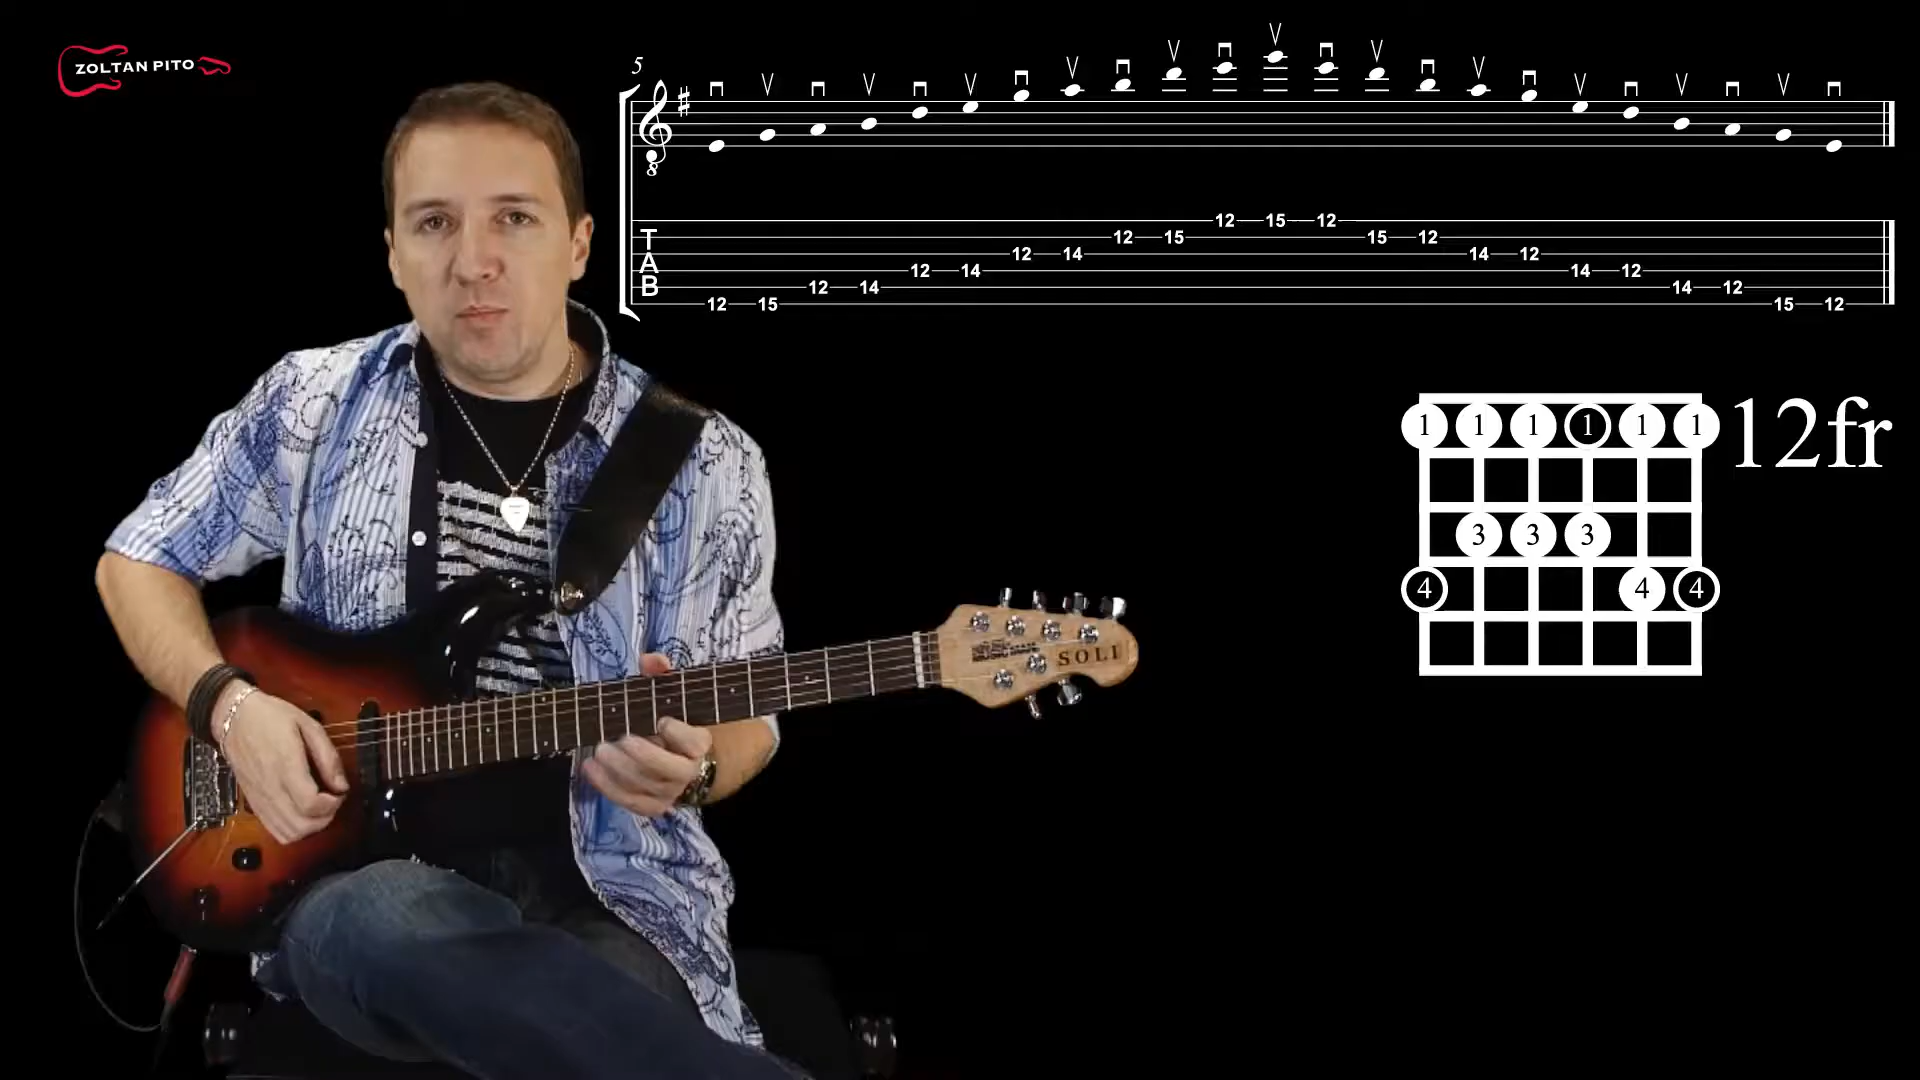 ZOLTAN PITO
5
8
T
A
B
12 15 12
12 15 15 12
12 14 14 12
12 14 14 12
12 14 14 12
12 15 15 12
1 1 1 1 1 1 12fr
3 3 3
4 4 4
SOLI